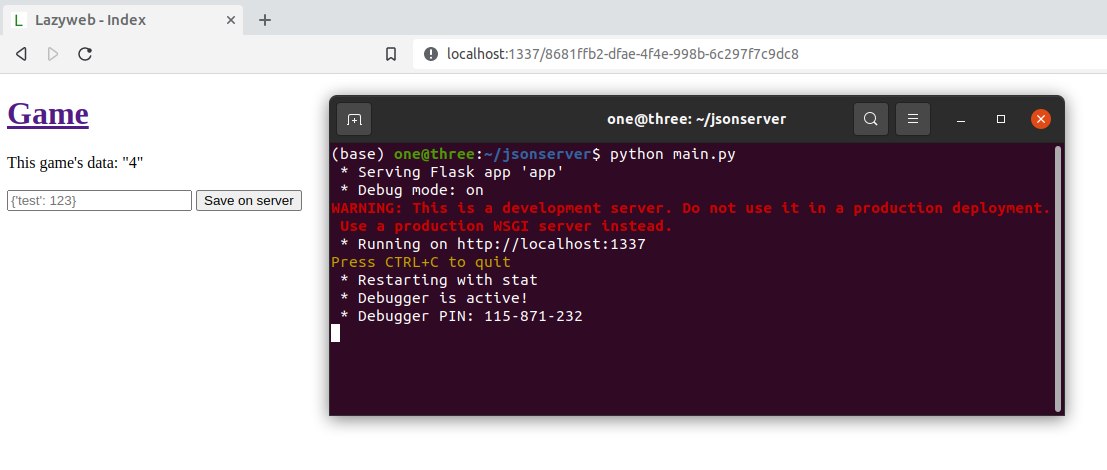 L Lazyweb - Index
localhost:1337/8681ffb2-dfae-4f4e-998b-6c297f7c9dc8
Game
This game's data: "4"
{'test': 123} Save on server
one@three: ~/jsonserver
(base) one@three:~/jsonserver$ python main.py
* Serving Flask app 'app'
* Debug mode: on
WARNING: This is a development server. Do not use it in a production deployment.
Use a production WSGI server instead.
* Running on http://localhost:1337
Press CTRL+C to quit
* Restarting with stat
* Debugger is active!
* Debugger PIN: 115-871-232